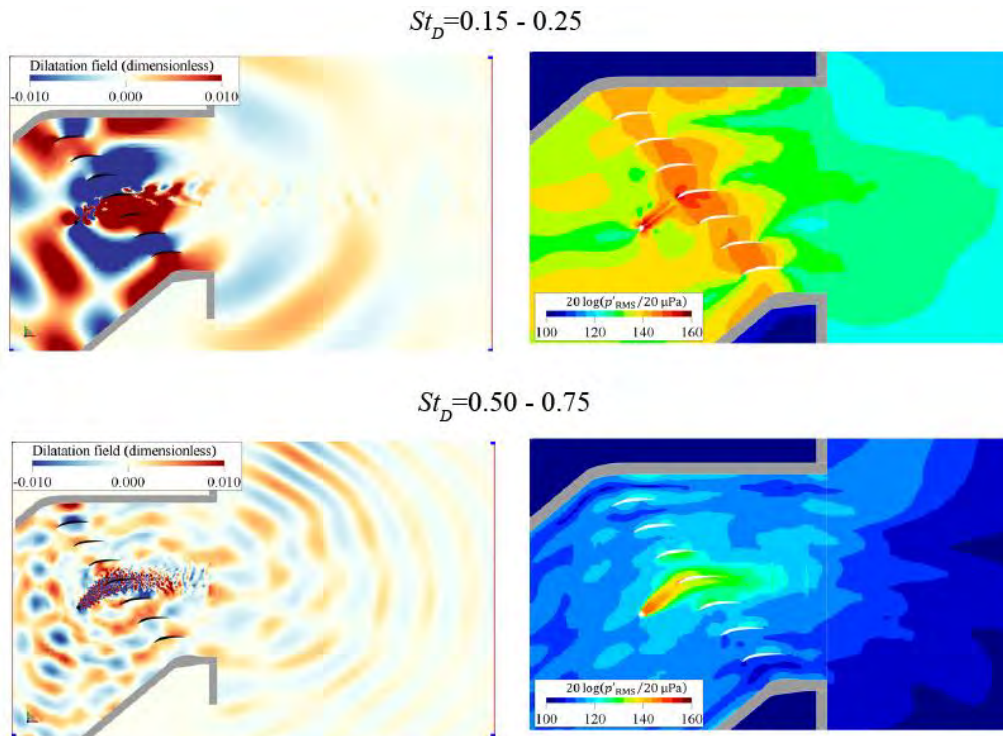 St_D=0.15 - 0.25
Dilatation field (dimensionless)
-0.010 0.000 0.010
20 log(p'RMS/20 μPa)
100 120 140 160
St_D=0.50 - 0.75
Dilatation field (dimensionless)
-0.010 0.000 0.010
20 log(p'RMS/20 μPa)
100 120 140 160